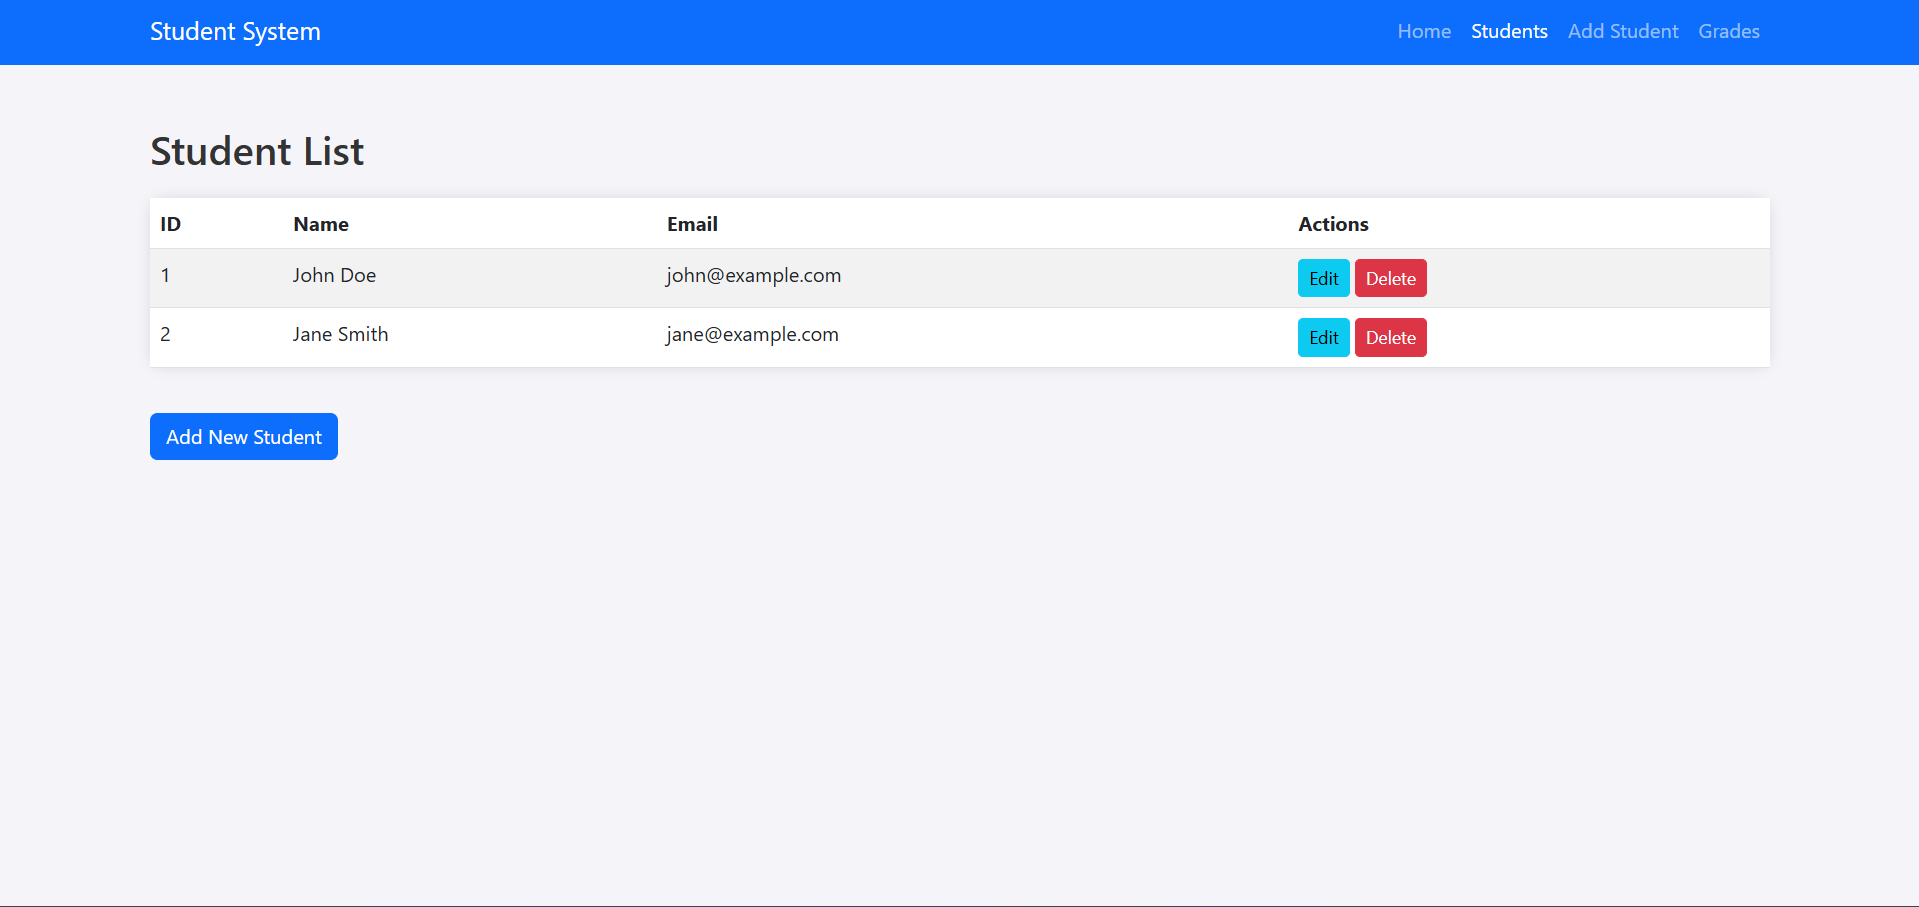 Student System Home Students Add Student Grades
Student List
ID Name Email Actions
1 John Doe john@example.com Edit Delete
2 Jane Smith jane@example.com Edit Delete
Add New Student